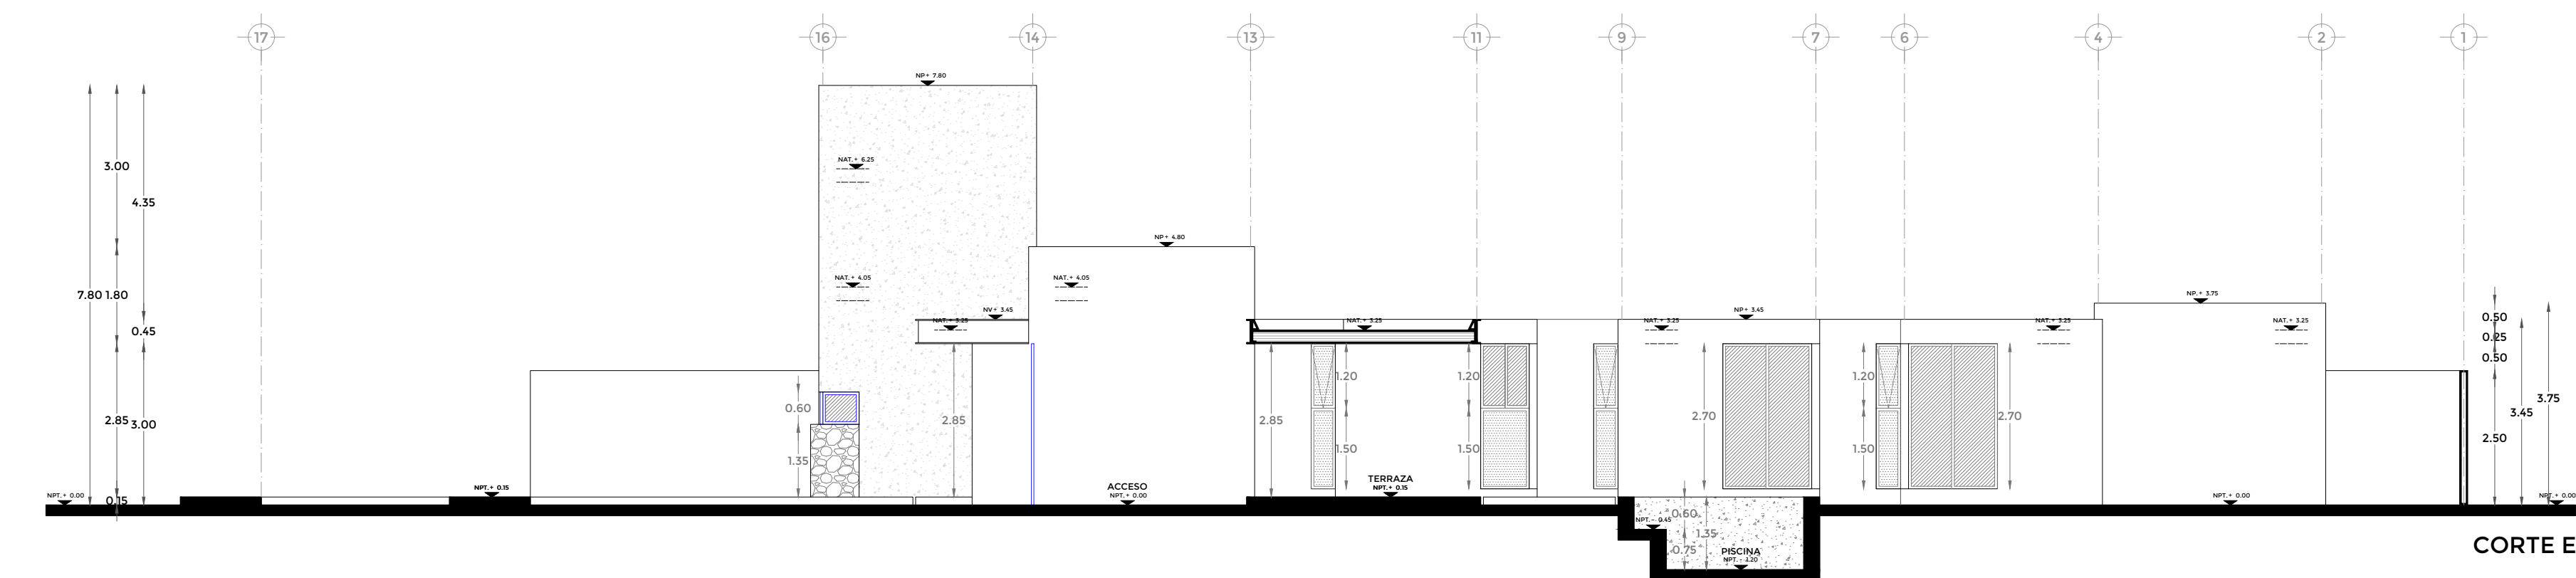 17 16 14 13 11 9 7 6 4 2 1
NP+ 7.80
NAT.+ 6.25
3.00
4.35
NP+ 4.80
NAT.+ 4.05 NAT.+ 4.05
7.80 1.80
NP.+ 3.75
NV+ 3.45 NP+ 3.45
0.50
NAT.+ 3.25 NAT.+ 3.25 NAT.+ 3.25 NAT.+ 3.25 NAT.+ 3.25
0.45
0.25
0.50
1.20 1.20 1.20
3.75
0.60
3.45
2.85 3.00 2.85 2.85 2.70 2.70
2.50
1.35 1.50 1.50 1.50
TERRAZA
NPT.+ 0.15 NPT.+ 0.15
ACCESO
NPT.+ 0.00 NPT.+ 0.00 NPT.+ 0.00 NPT.+ 0.00
0.15
0.60
NPT.- 0.45
1.35
0.75
PISCINA
NPT.- 1.20
CORTE E